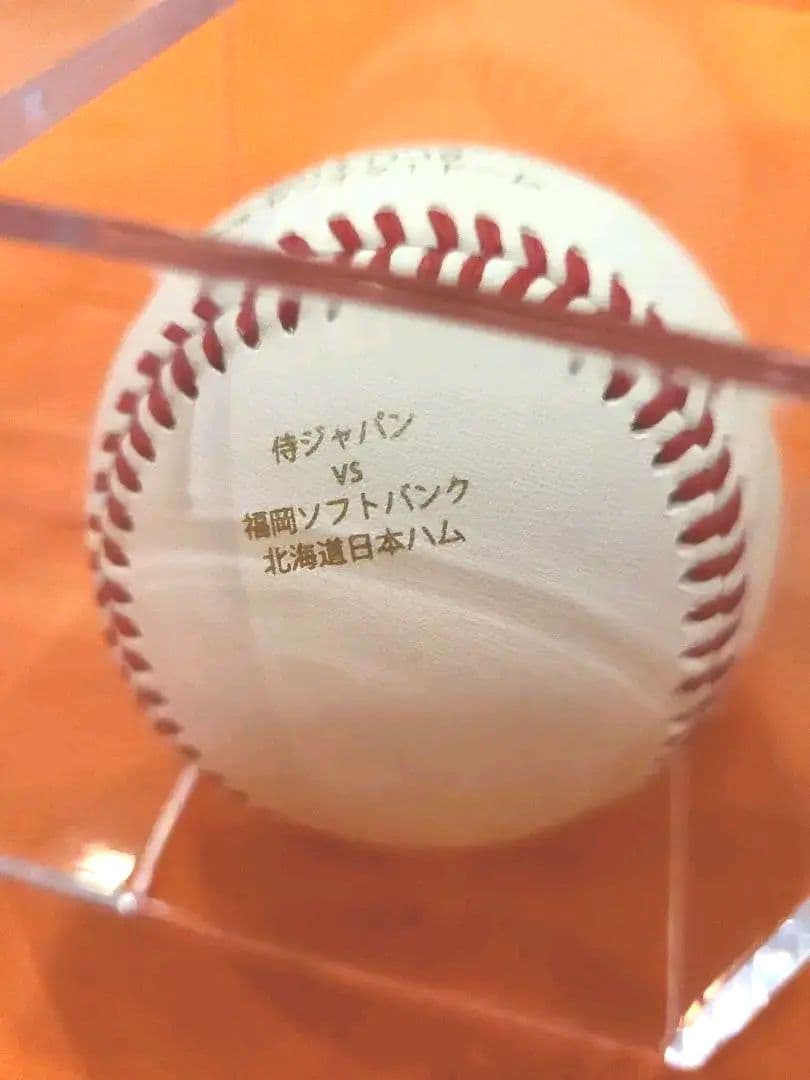 侍ジャパン
vs
福岡ソフトバンク
北海道日本ハム